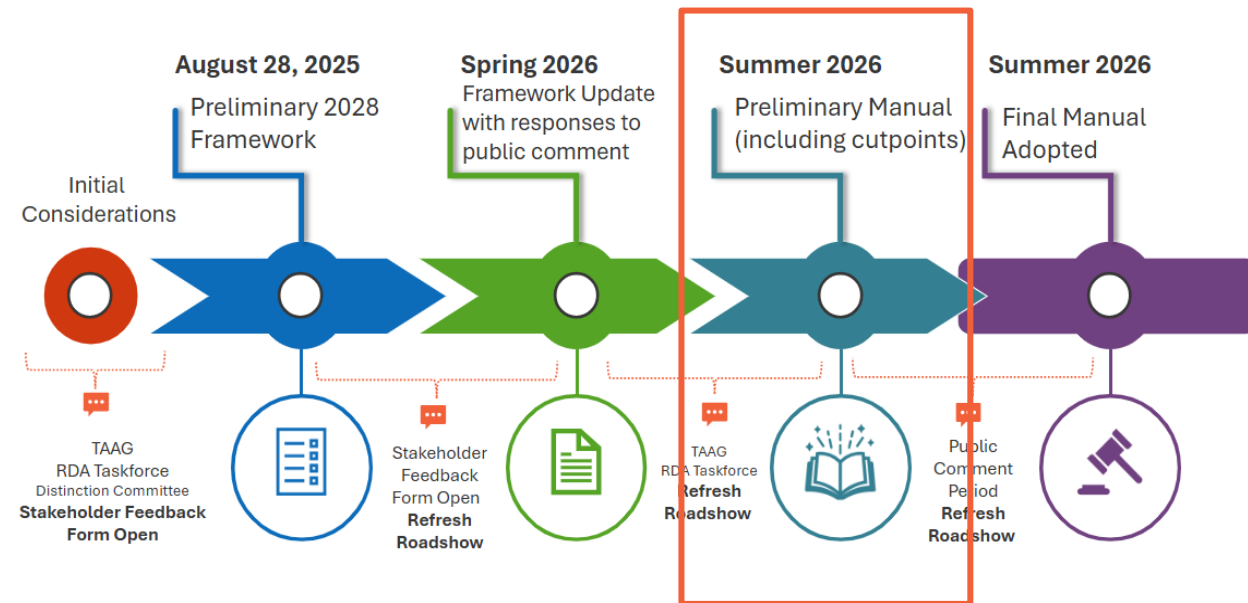 August 28, 2025
Preliminary 2028
Framework
Spring 2026
Framework Update
with responses to
public comment
Summer 2026
Preliminary Manual
(including cutpoints)
Summer 2026
Final Manual
Adopted
Initial
Considerations
TAAG
RDA Taskforce
Distinction Committee
Stakeholder Feedback
Form Open
Stakeholder
Feedback
Form Open
Refresh
Roadshow
TAAG
RDA Taskforce
Refresh
Roadshow
Public
Comment
Period
Refresh
Roadshow